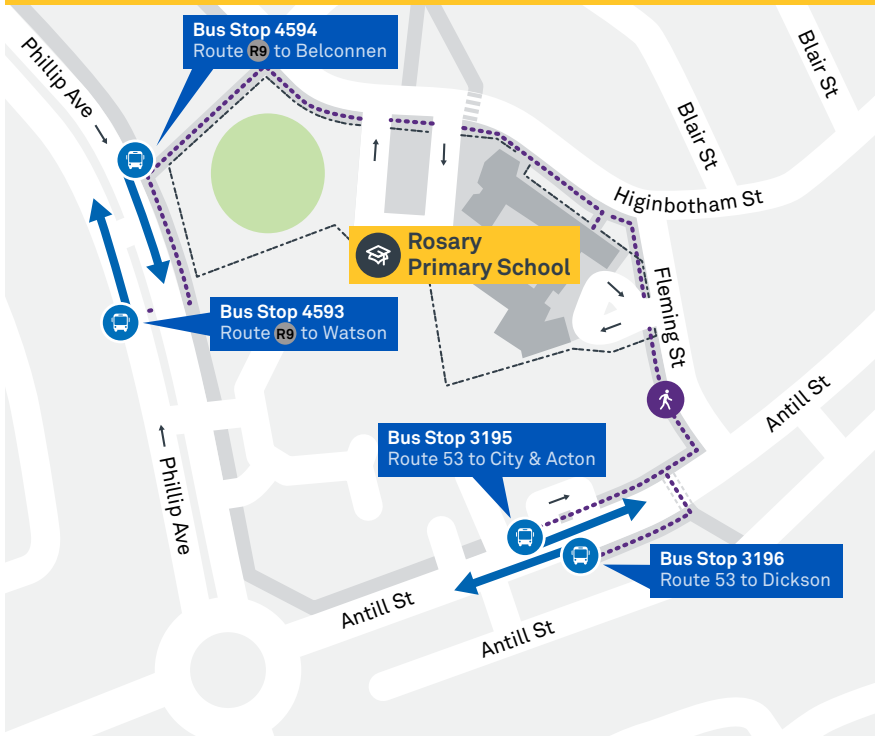 Bus Stop 4594
Route R9 to Belconnen
Phillip Ave
Blair St
Blair St
Higinbotham St
Rosary
Primary School
Bus Stop 4593
Route R9 to Watson
Fleming St
Antill St
Bus Stop 3195
Route 53 to City & Acton
Phillip Ave
Bus Stop 3196
Route 53 to Dickson
Antill St
Antill St